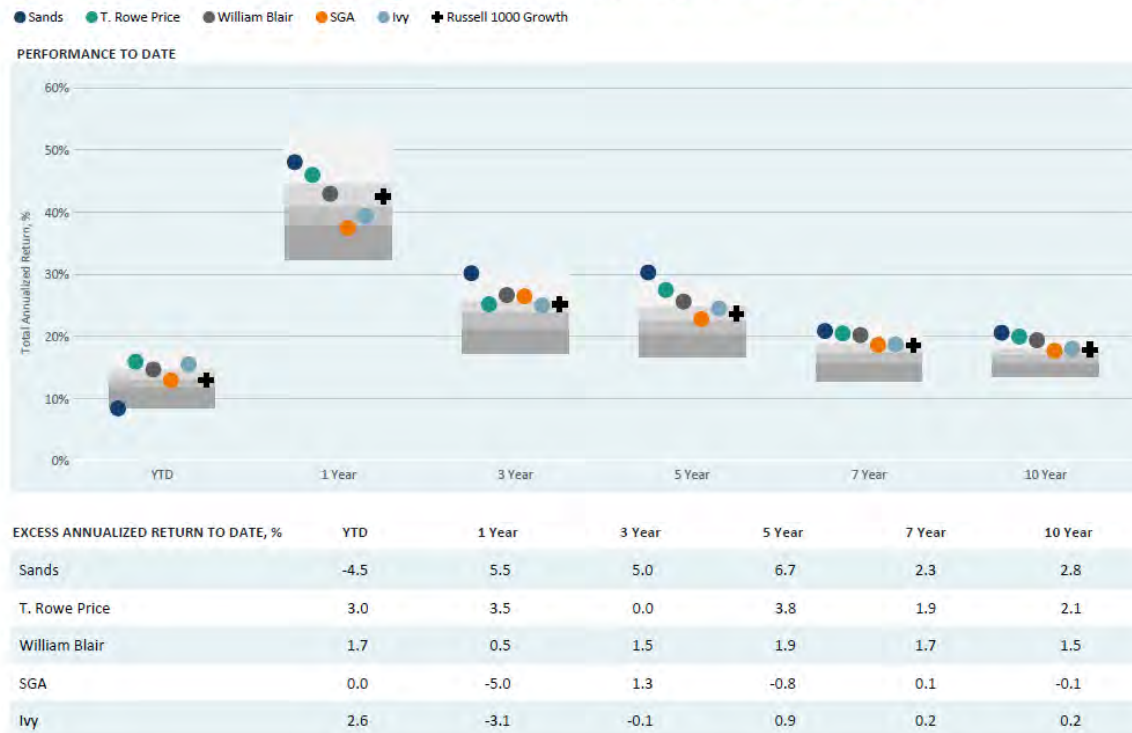 Sands T. Rowe Price William Blair SGA Ivy Russell 1000 Growth
PERFORMANCE TO DATE
60%
50%
40%
30%
20%
10%
0%
Total Annualized Return, %
YTD 1 Year 3 Year 5 Year 7 Year 10 Year
EXCESS ANNUALIZED RETURN TO DATE, % YTD 1 Year 3 Year 5 Year 7 Year 10 Year
Sands -4.5 5.5 5.0 6.7 2.3 2.8
T. Rowe Price 3.0 3.5 0.0 3.8 1.9 2.1
William Blair 1.7 0.5 1.5 1.9 1.7 1.5
SGA 0.0 -5.0 1.3 -0.8 0.1 -0.1
Ivy 2.6 -3.1 -0.1 0.9 0.2 0.2